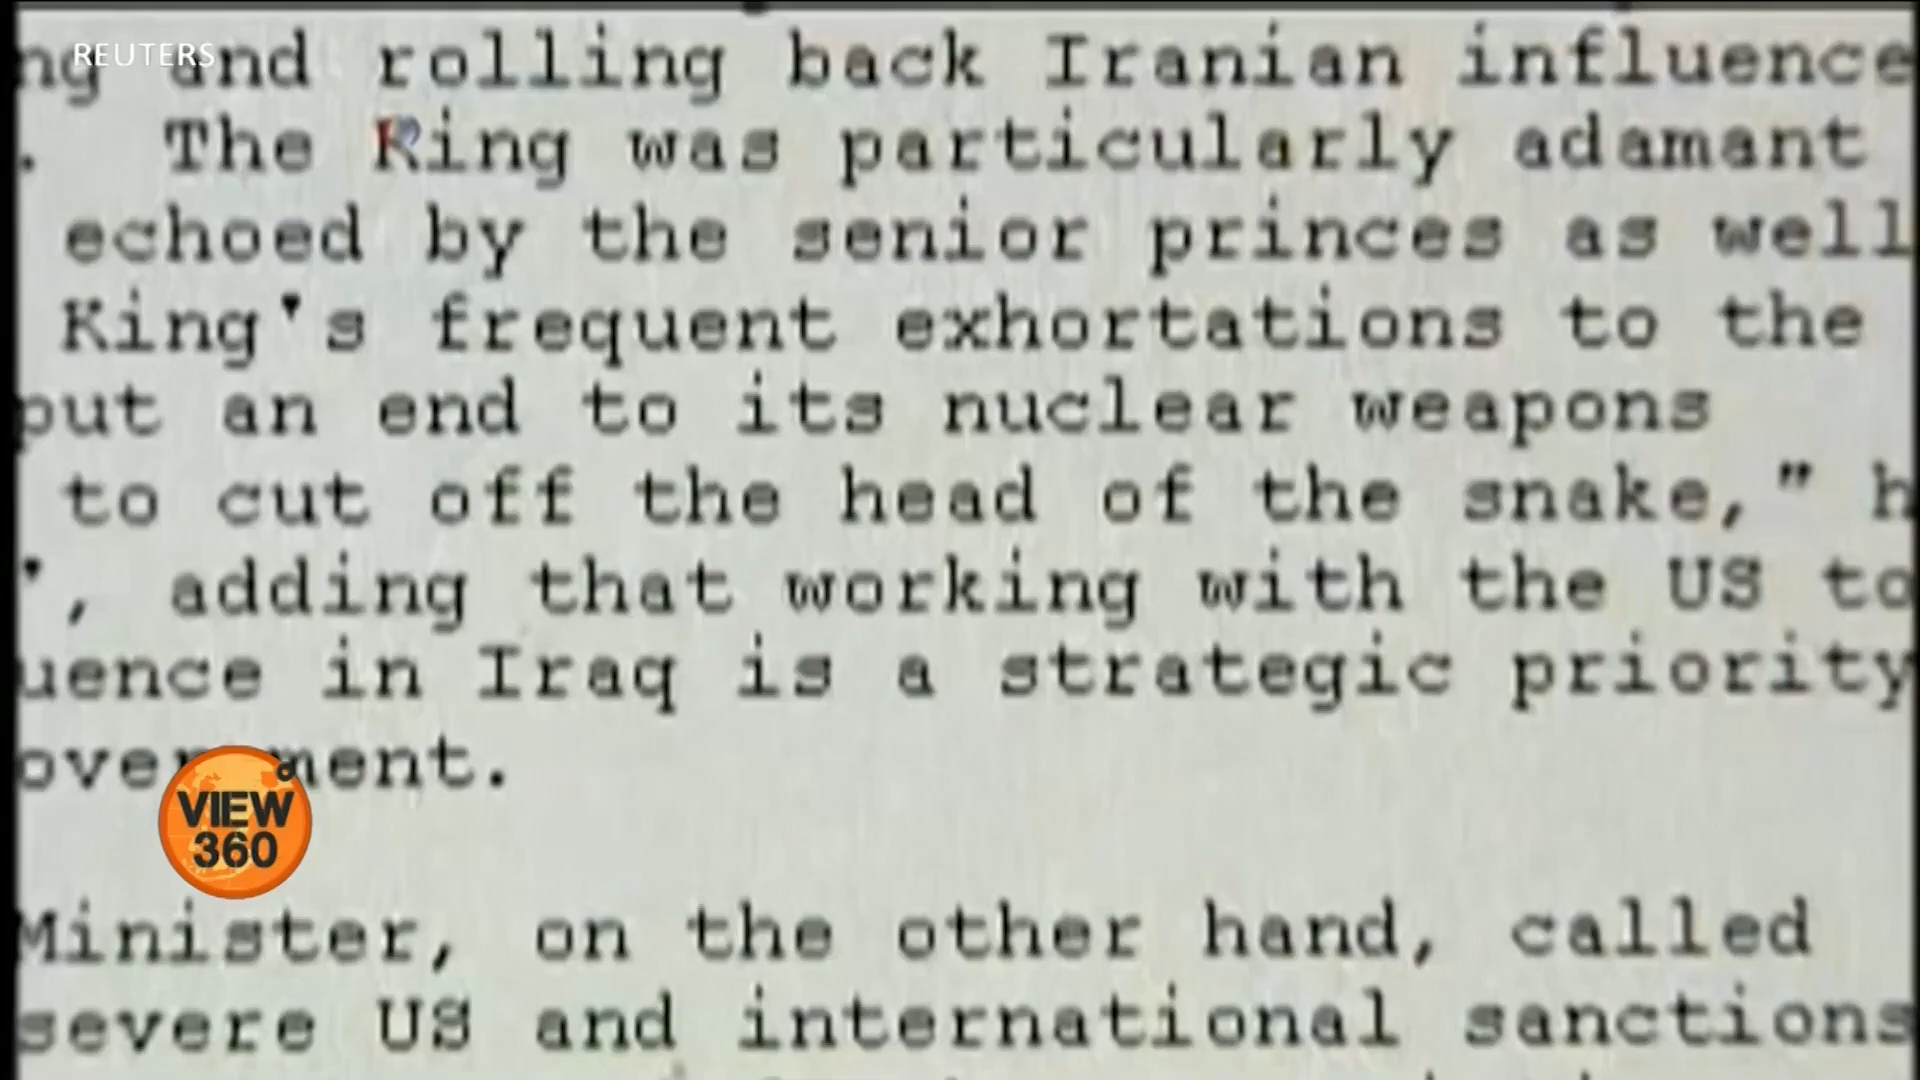 REUTERS
ng and rolling back Iranian influence
. The King was particularly adamant
echoed by the senior princes as well
King's frequent exhortations to the
put an end to its nuclear weapons
to cut off the head of the snake," h
', adding that working with the US to
uence in Iraq is a strategic priority
overnment.
VIEW
360
Minister, on the other hand, called
severe US and international sanctions